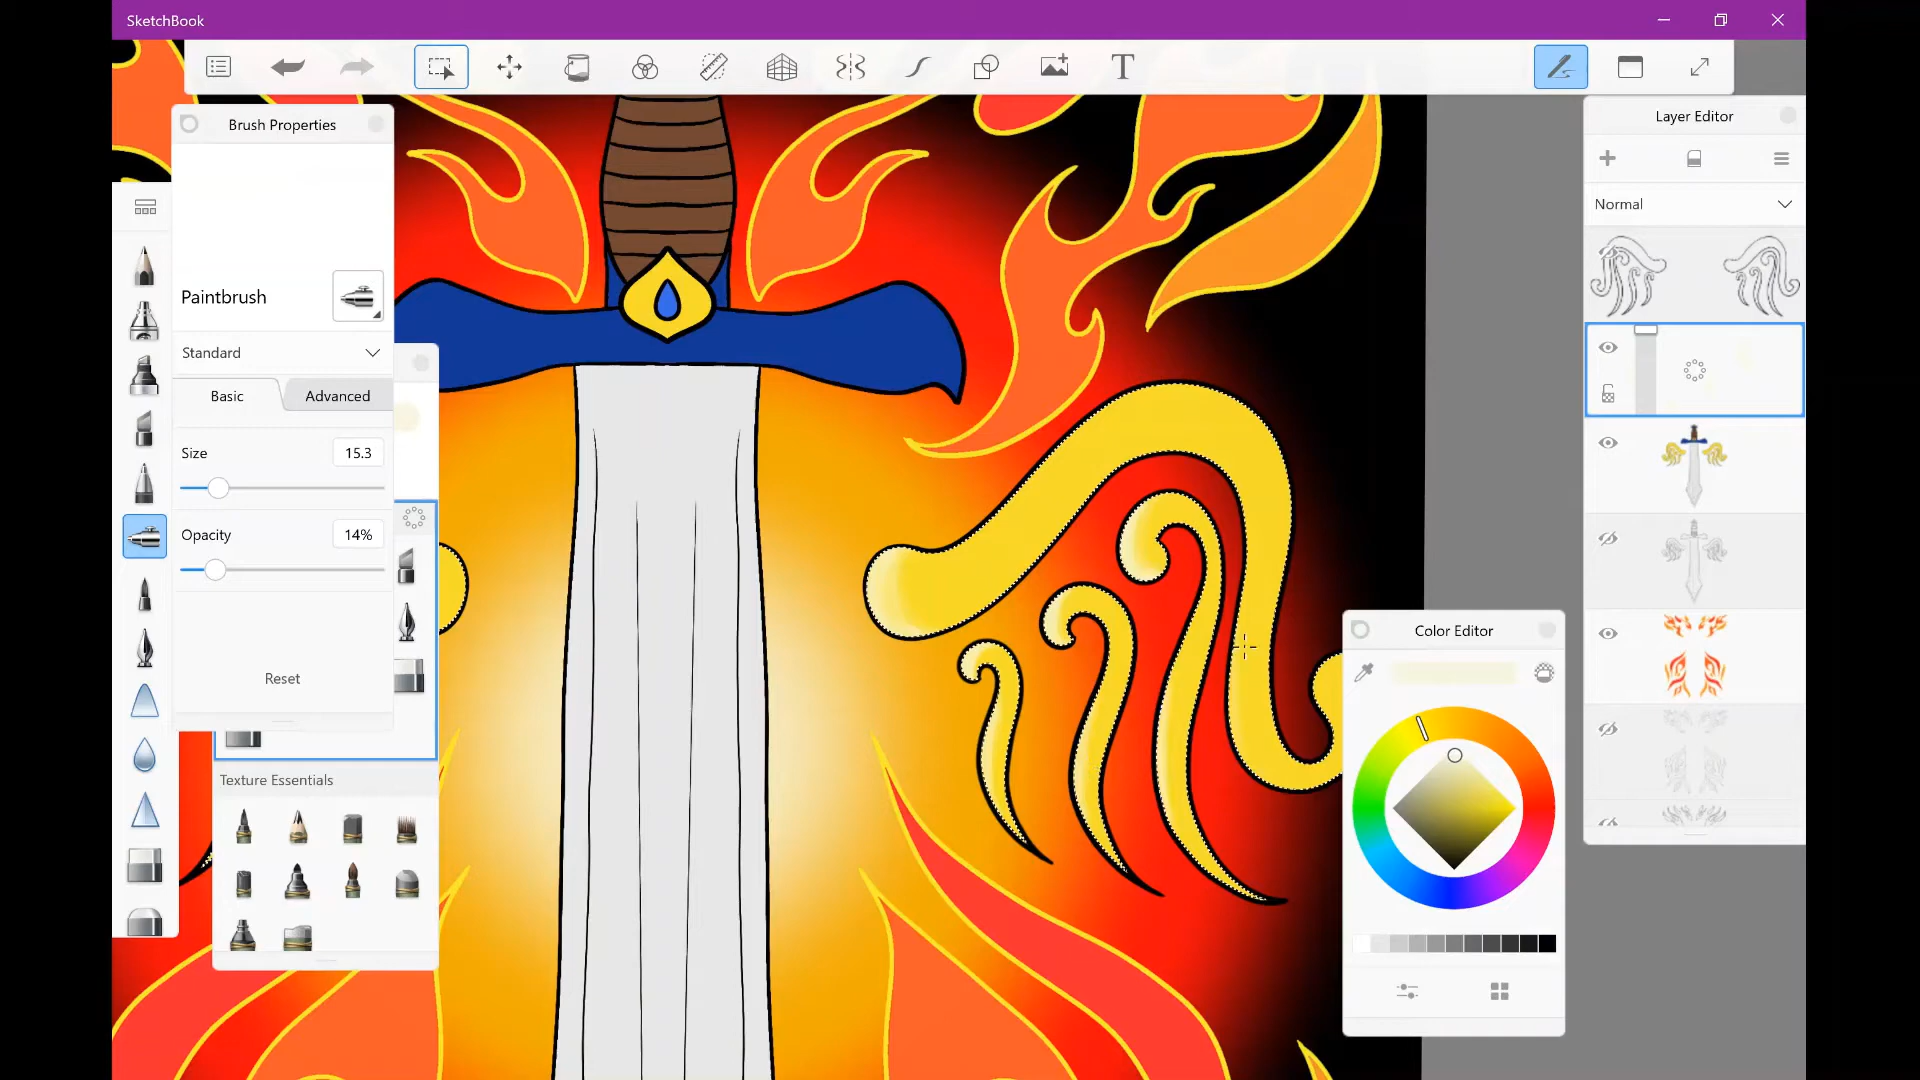 SketchBook
T
Brush Properties
Layer Editor
Normal
Paintbrush
Standard
Basic
Advanced
Size
15.3
Opacity
14%
Color Editor
Reset
Texture Essentials